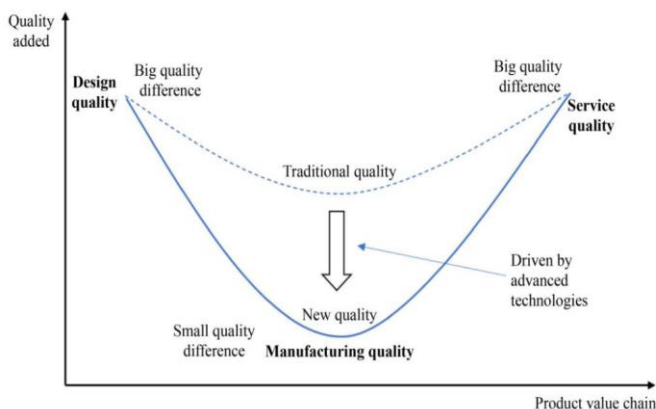 Quality
added
Big quality
difference
Design
quality
Big quality
difference
Service
quality
Traditional quality
Driven by
advanced
technologies
New quality
Small quality
difference
Manufacturing quality
Product value chain